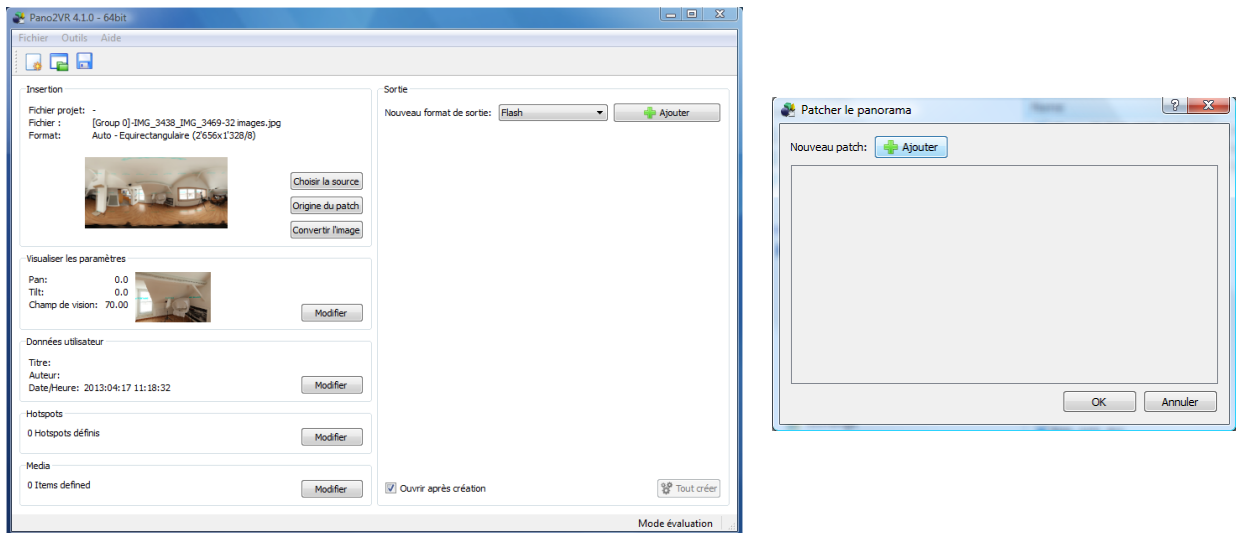 Pano2VR 4.1.0 - 64bit
Fichier Outils Aide
Insertion
Fichier projet: -
Fichier : [Group 0]-IMG_3438_IMG_3469-32 images.jpg
Format: Auto - Equirectangulaire (2'656x1'328/8)
Choisir la source
Origine du patch
Convertir l'image
Visualiser les paramètres
Pan: 0.0
Tilt: 0.0
Champ de vision: 70.00
Modifier
Données utilisateur
Titre:
Auteur:
Date/Heure: 2013:04:17 11:18:32
Modifier
Hotspots
0 Hotspots définis
Modifier
Media
0 Items defined
Modifier
Sortie
Nouveau format de sortie: Flash Ajouter
Ouvrir après création Tout créer
Mode évaluation
Patcher le panorama
Nouveau patch: Ajouter
OK Annuler